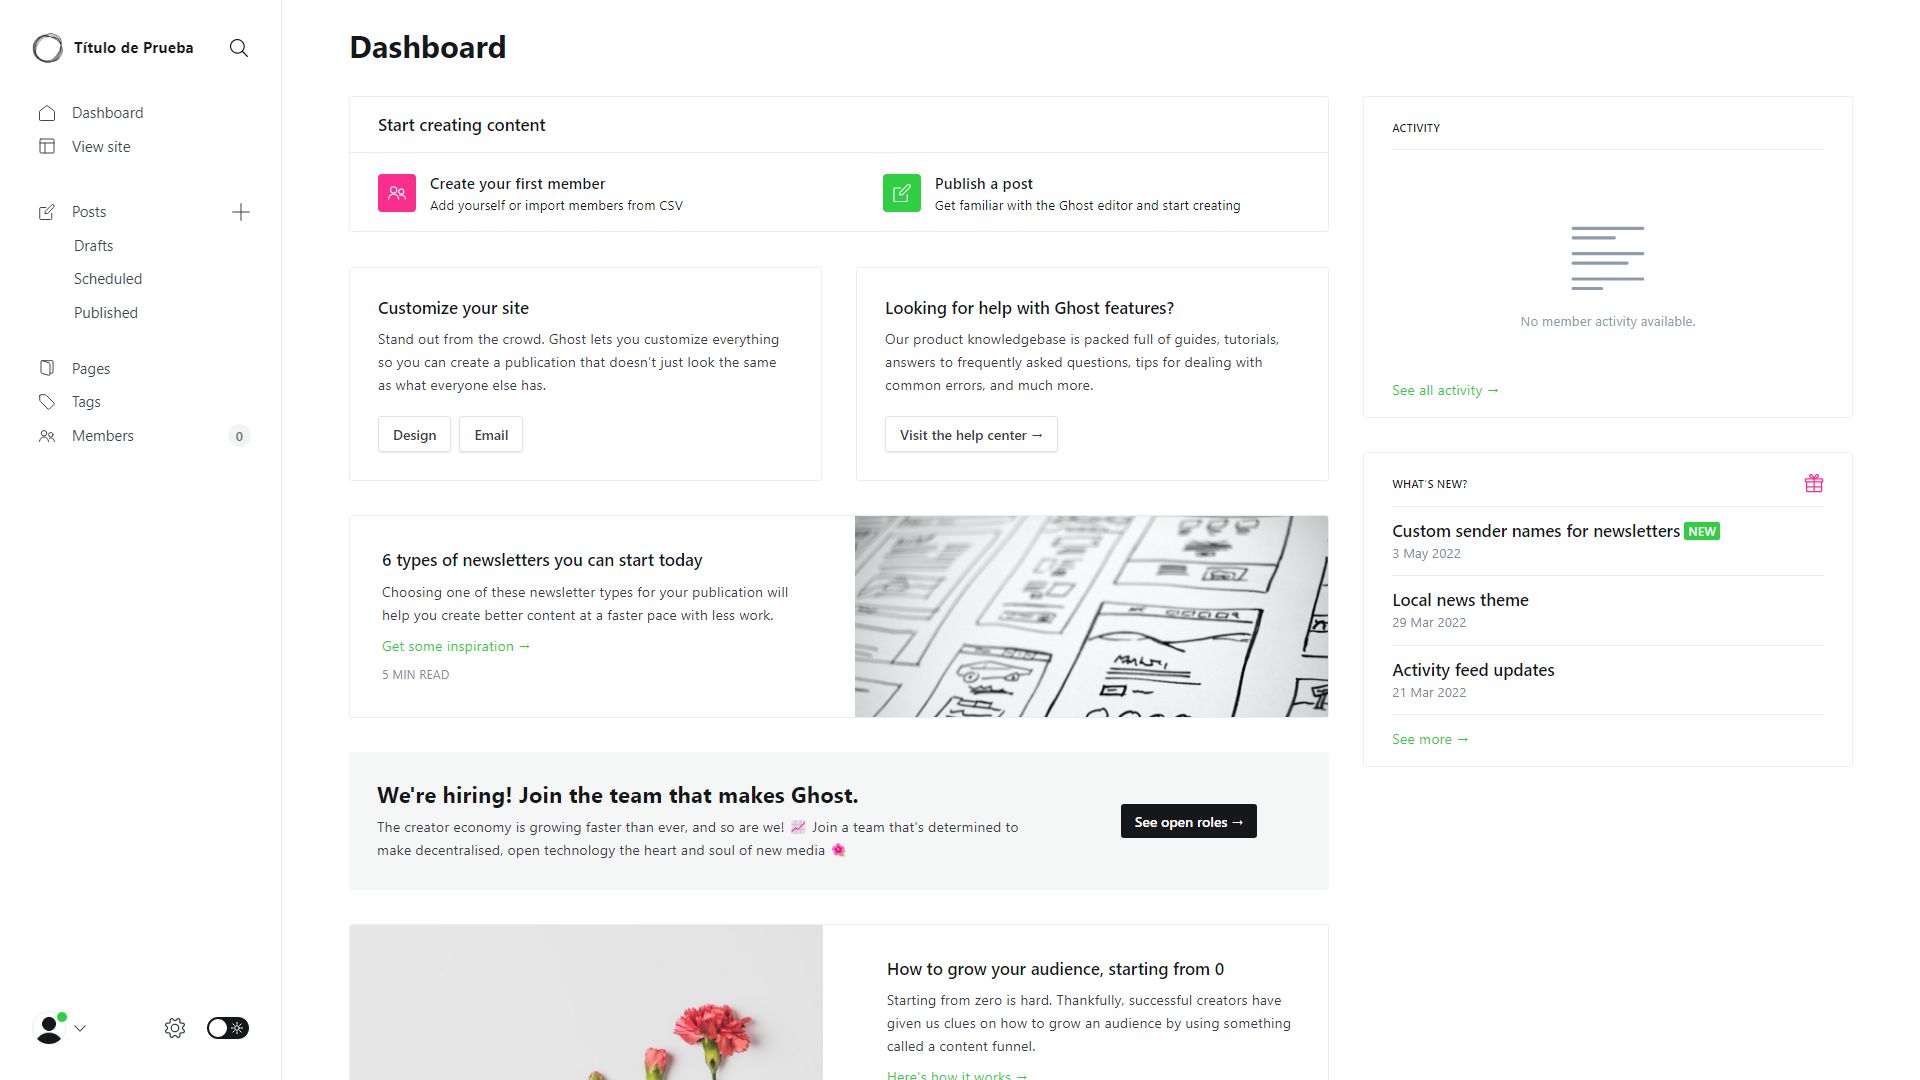 Título de Prueba
Dashboard
View site
Posts
Drafts
Scheduled
Published
Pages
Tags
Members
0
Dashboard
Start creating content
Create your first member
Add yourself or import members from CSV
Publish a post
Get familiar with the Ghost editor and start creating
Customize your site
Stand out from the crowd. Ghost lets you customize everything
so you can create a publication that doesn’t just look the same
as what everyone else has.
Design
Email
Looking for help with Ghost features?
Our product knowledgebase is packed full of guides, tutorials,
answers to frequently asked questions, tips for dealing with
common errors, and much more.
Visit the help center →
6 types of newsletters you can start today
Choosing one of these newsletter types for your publication will
help you create better content at a faster pace with less work.
Get some inspiration →
5 MIN READ
We're hiring! Join the team that makes Ghost.
The creator economy is growing faster than ever, and so are we! 📈 Join a team that's determined to
make decentralised, open technology the heart and soul of new media 🌺
See open roles →
How to grow your audience, starting from 0
Starting from zero is hard. Thankfully, successful creators have
given us clues on how to grow an audience by using something
called a content funnel.
Here's how it works →
ACTIVITY
No member activity available.
See all activity →
WHAT'S NEW?
Custom sender names for newsletters NEW
3 May 2022
Local news theme
29 Mar 2022
Activity feed updates
21 Mar 2022
See more →